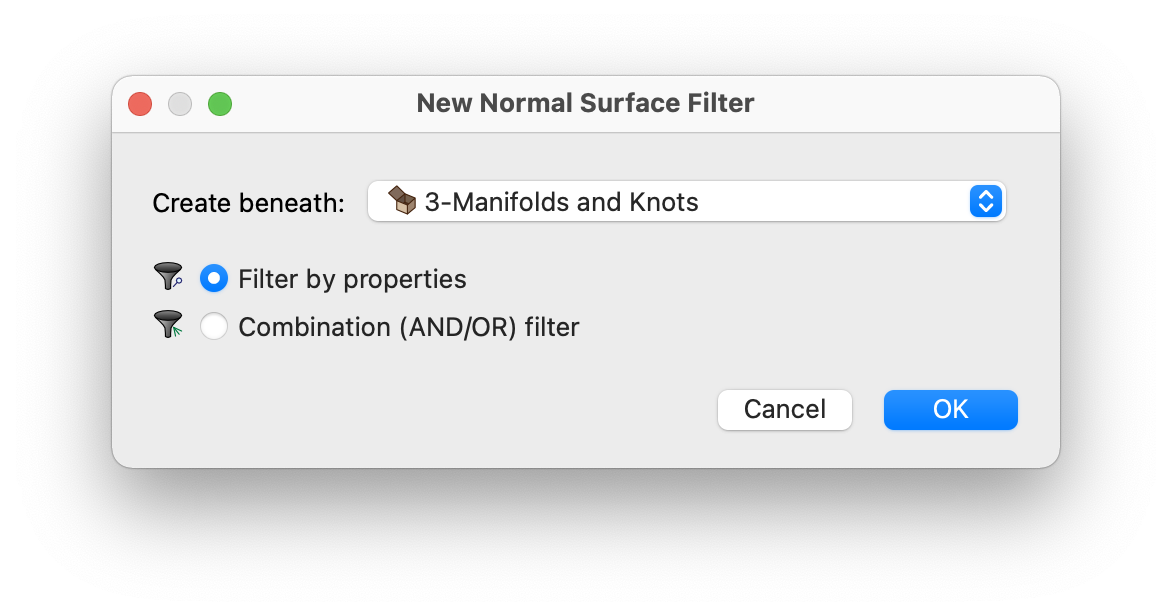 New Normal Surface Filter
Create beneath: 3-Manifolds and Knots
Filter by properties
Combination (AND/OR) filter
Cancel OK